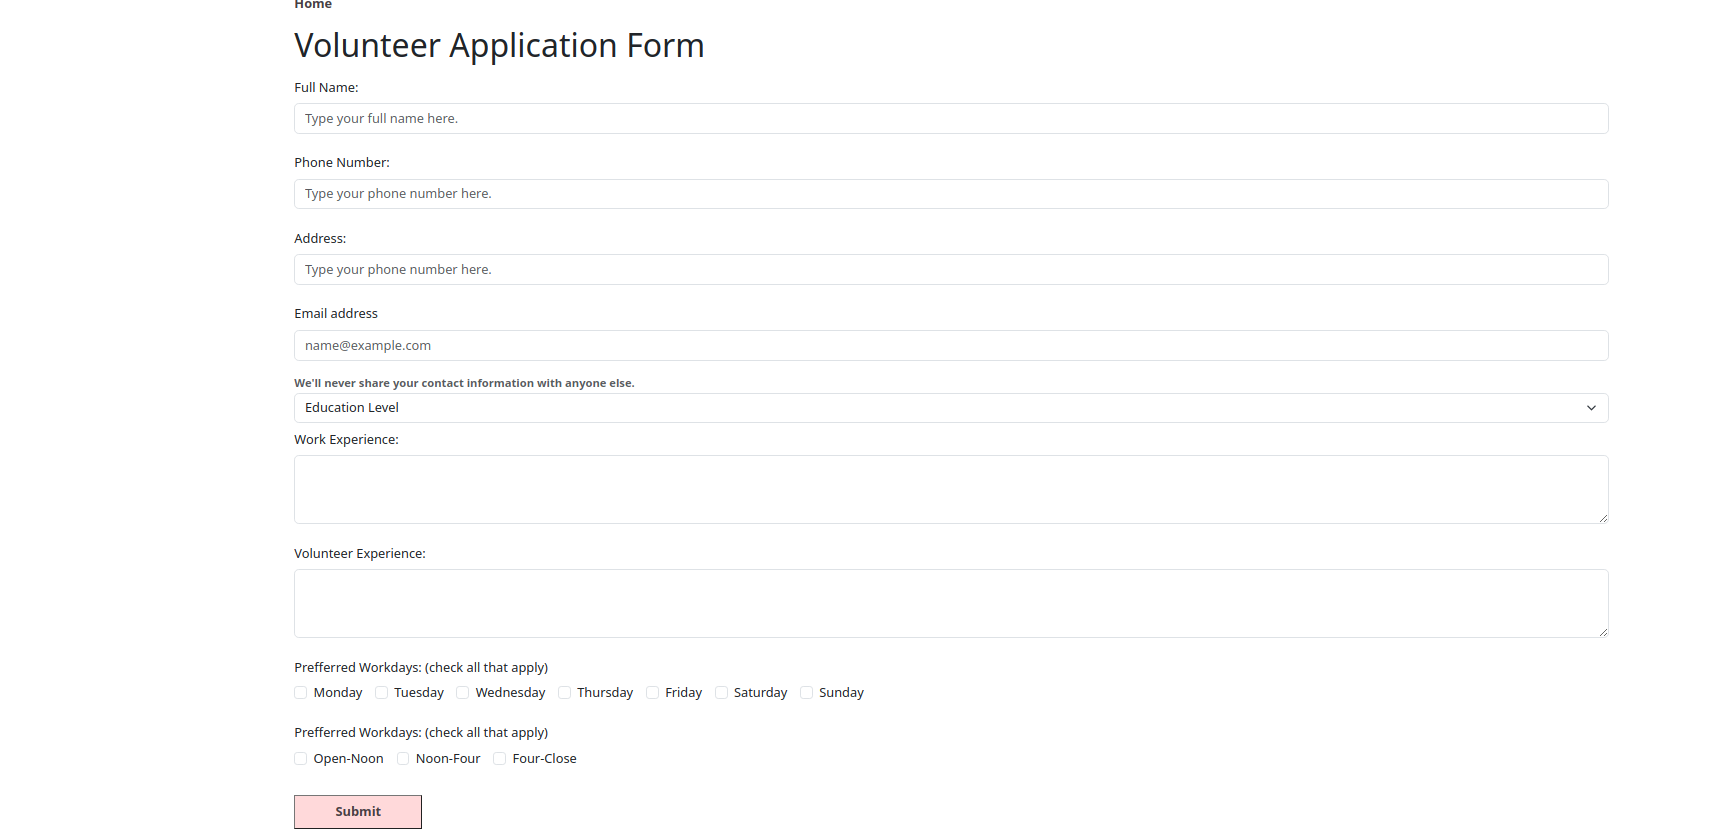 Home
Volunteer Application Form
Full Name:
Type your full name here.
Phone Number:
Type your phone number here.
Address:
Type your phone number here.
Email address
name@example.com
We'll never share your contact information with anyone else.
Education Level
Work Experience:
Volunteer Experience:
Prefferred Workdays: (check all that apply)
Monday Tuesday Wednesday Thursday Friday Saturday Sunday
Prefferred Workdays: (check all that apply)
Open-Noon Noon-Four Four-Close
Submit